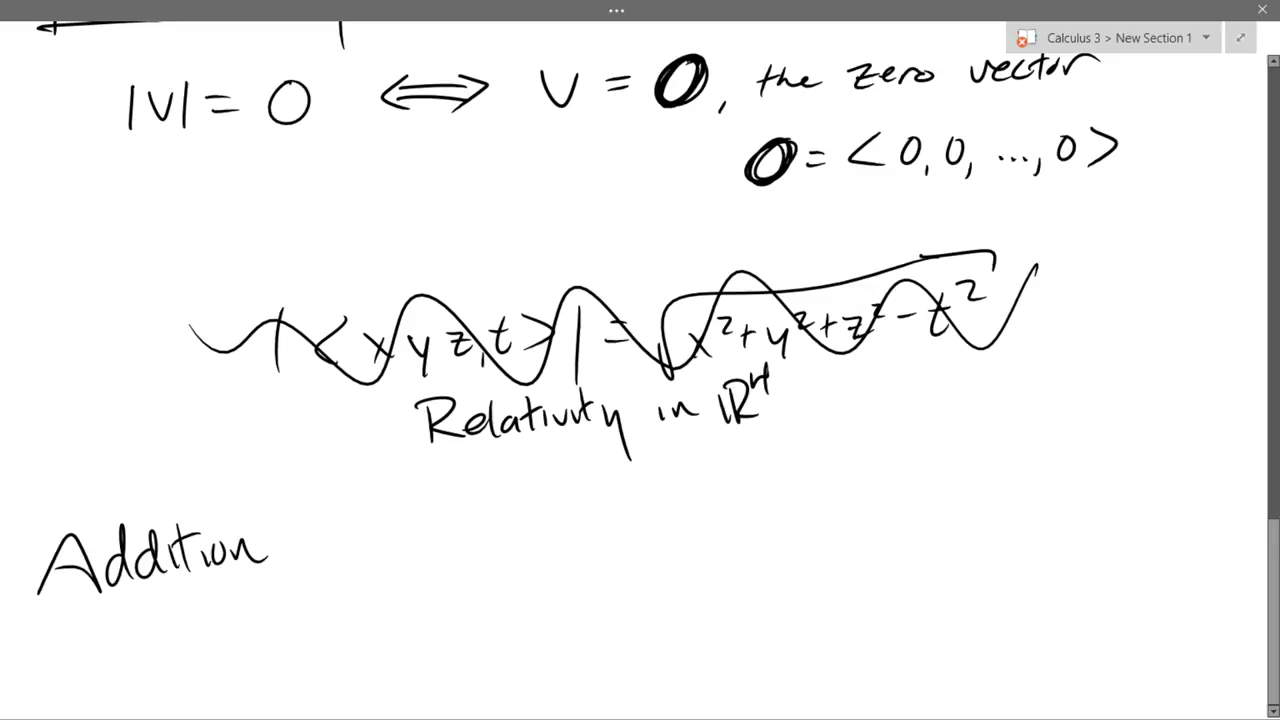 ...
Calculus 3 > New Section 1
|V| = 0 ⟺ V = 0, the zero vector
0 = < 0, 0, ..., 0 >
|< x y z, t >| = √x² + y² + z² - t²
Relativity in ℝ⁴
Addition